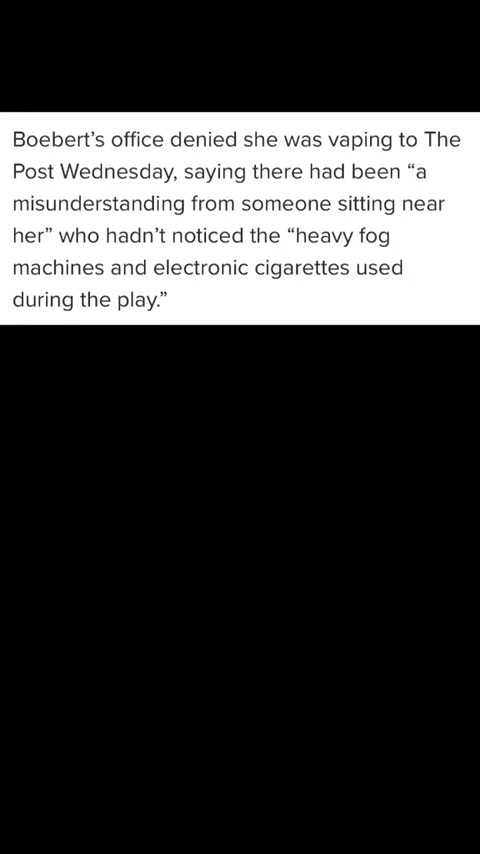 Boebert’s office denied she was vaping to The
Post Wednesday, saying there had been “a
misunderstanding from someone sitting near
her” who hadn’t noticed the “heavy fog
machines and electronic cigarettes used
during the play.”